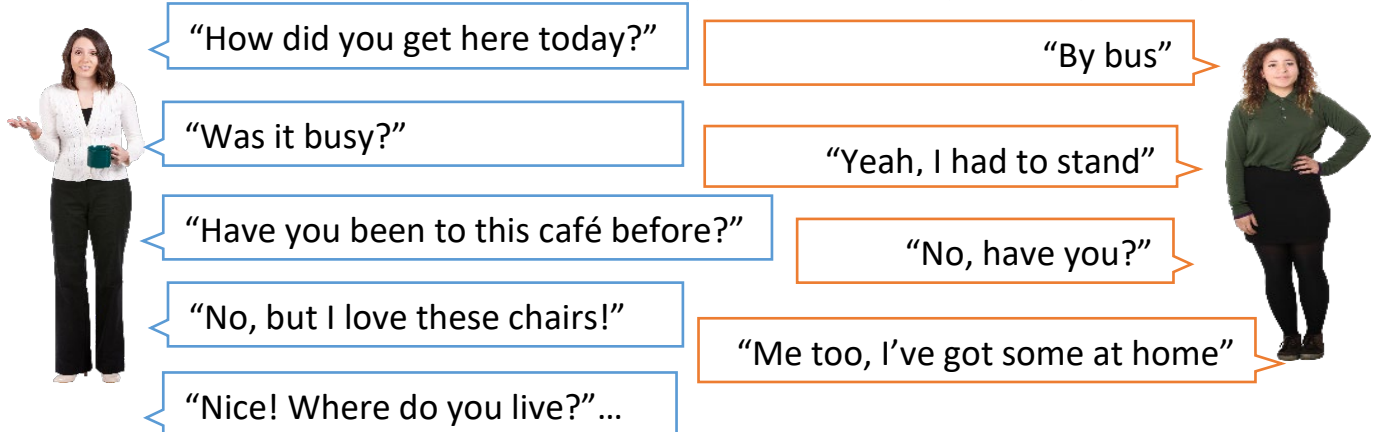 “How did you get here today?”
“By bus”
“Was it busy?”
“Yeah, I had to stand”
“Have you been to this café before?”
“No, have you?”
“No, but I love these chairs!”
“Me too, I’ve got some at home”
“Nice! Where do you live?”…